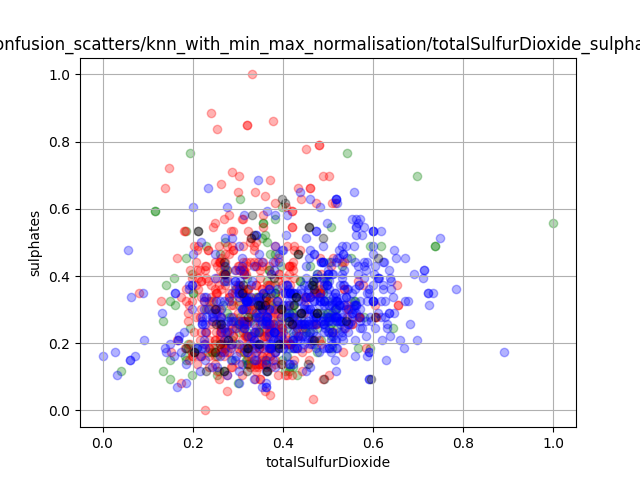 onfusion_scatters/knn_with_min_max_normalisation/totalSulfurDioxide_sulpha
1.0
0.8
0.6
0.4
0.2
0.0
sulphates
0.0 0.2 0.4 0.6 0.8 1.0
totalSulfurDioxide